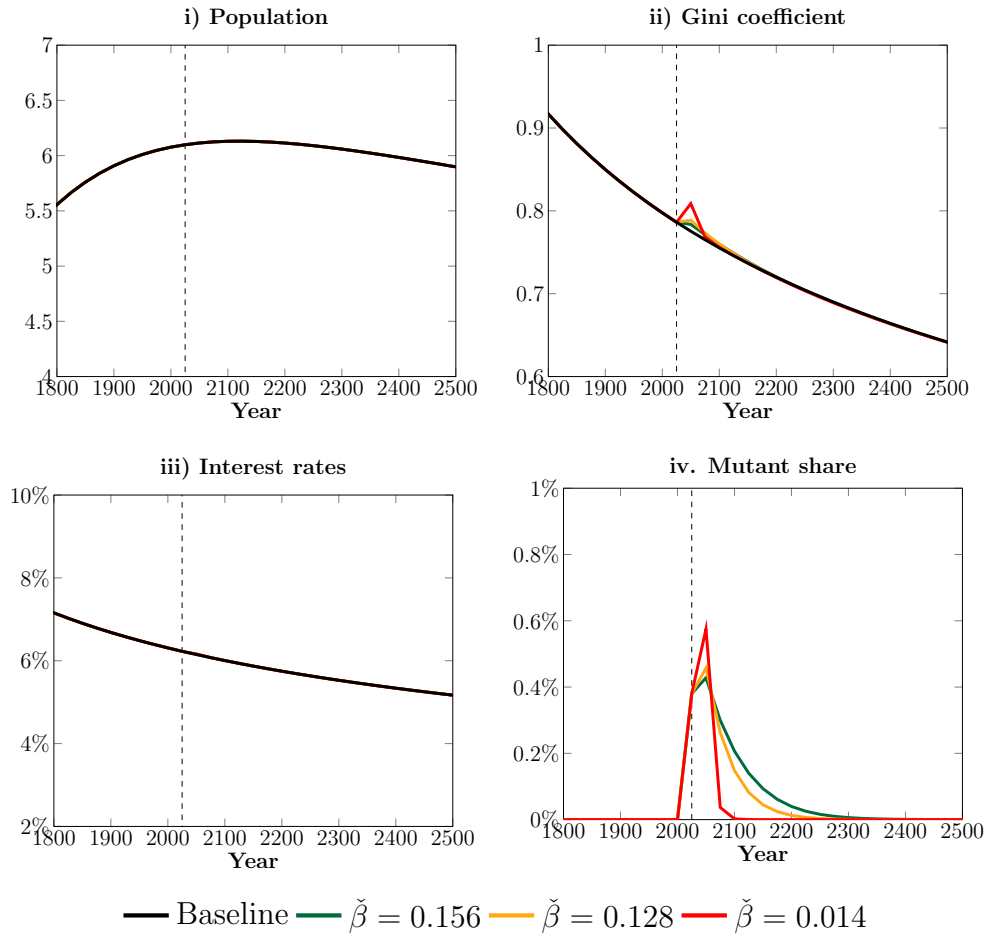 i) Population
7
6.5
6
5.5
5
4.5
4
1800 1900 2000 2100 2200 2300 2400 2500
Year
ii) Gini coefficient
1
0.9
0.8
0.7
0.6
1800 1900 2000 2100 2200 2300 2400 2500
Year
iii) Interest rates
10%
8%
6%
4%
2%
1800 1900 2000 2100 2200 2300 2400 2500
Year
iv. Mutant share
1%
0.8%
0.6%
0.4%
0.2%
0%
1800 1900 2000 2100 2200 2300 2400 2500
Year
Baseline β̌ = 0.156 β̌ = 0.128 β̌ = 0.014